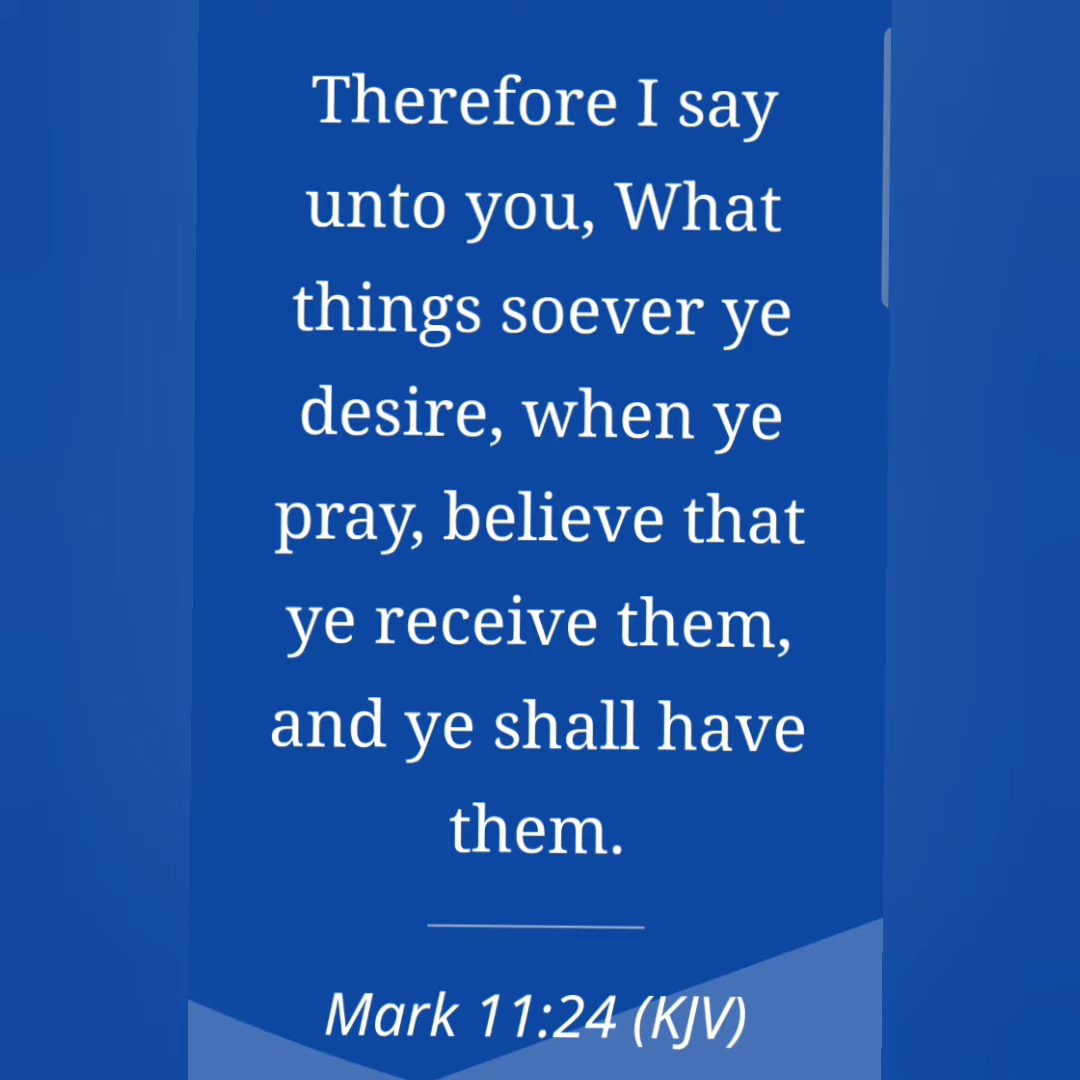 Therefore I say
unto you, What
things soever ye
desire, when ye
pray, believe that
ye receive them,
and ye shall have
them.
Mark 11:24 (KJV)